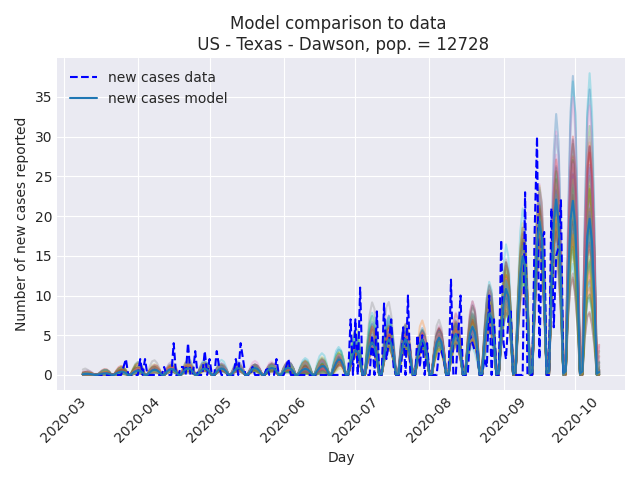 Model comparison to data
US - Texas - Dawson, pop. = 12728
new cases data
new cases model
Number of new cases reported
35
30
25
20
15
10
5
0
2020-03
2020-04
2020-05
2020-06
2020-07
2020-08
2020-09
2020-10
Day